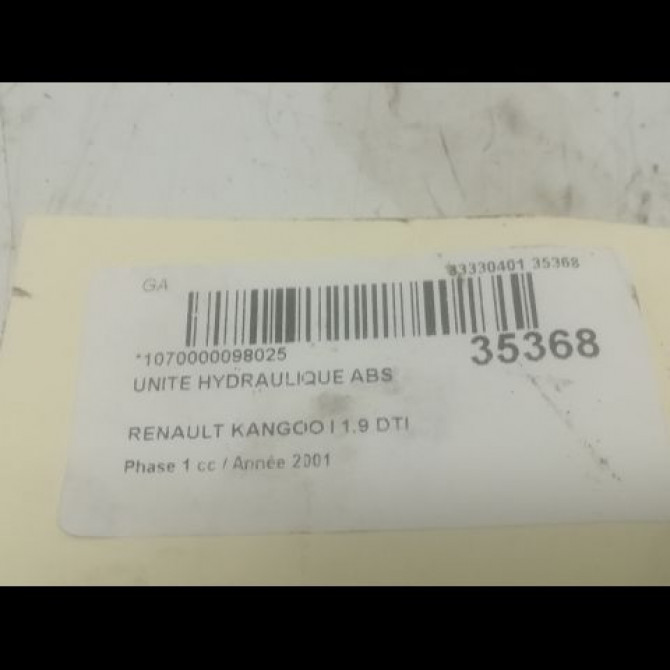 GA
83330401 35368
*1070000098025
35368
UNITE HYDRAULIQUE ABS
RENAULT KANGOO I 1.9 DTI
Phase 1 cc / Année 2001